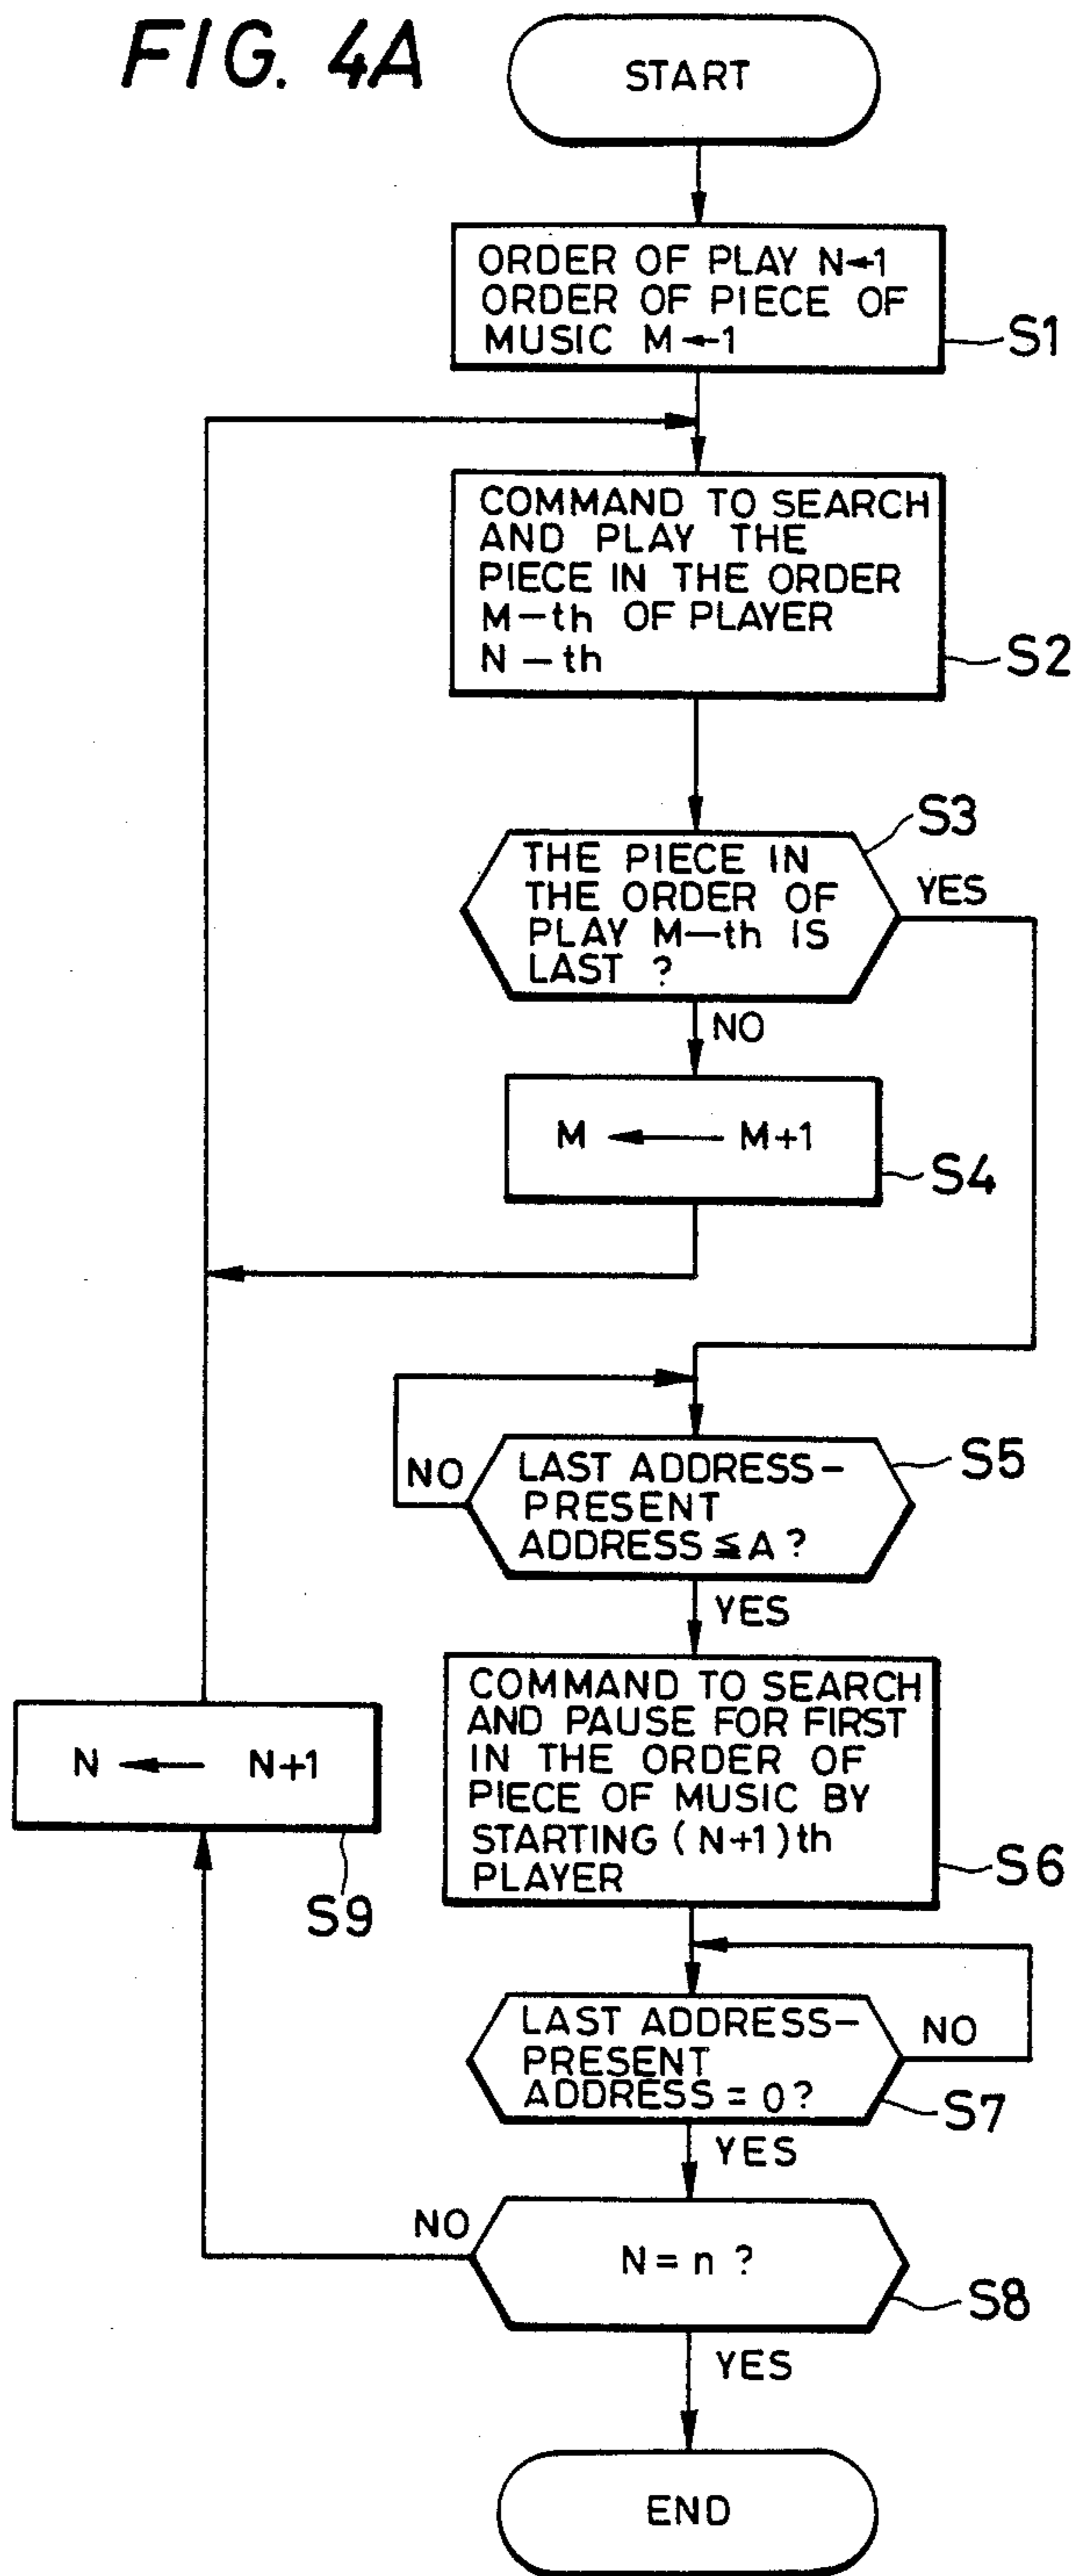 FIG. 4A
START
ORDER OF PLAY N←1
ORDER OF PIECE OF
MUSIC M←1
S1
COMMAND TO SEARCH
AND PLAY THE
PIECE IN THE ORDER
M-th OF PLAYER
N-th
S2
S3
THE PIECE IN
THE ORDER OF
PLAY M-th IS
LAST ?
YES
NO
M ← M+1
S4
S5
NO
LAST ADDRESS-
PRESENT
ADDRESS≦A?
YES
COMMAND TO SEARCH
AND PAUSE FOR FIRST
IN THE ORDER OF
PIECE OF MUSIC BY
STARTING (N+1)th
PLAYER
S6
N ← N+1
S9
LAST ADDRESS-
PRESENT
ADDRESS = 0?
NO
S7
YES
NO
N = n ?
S8
YES
END